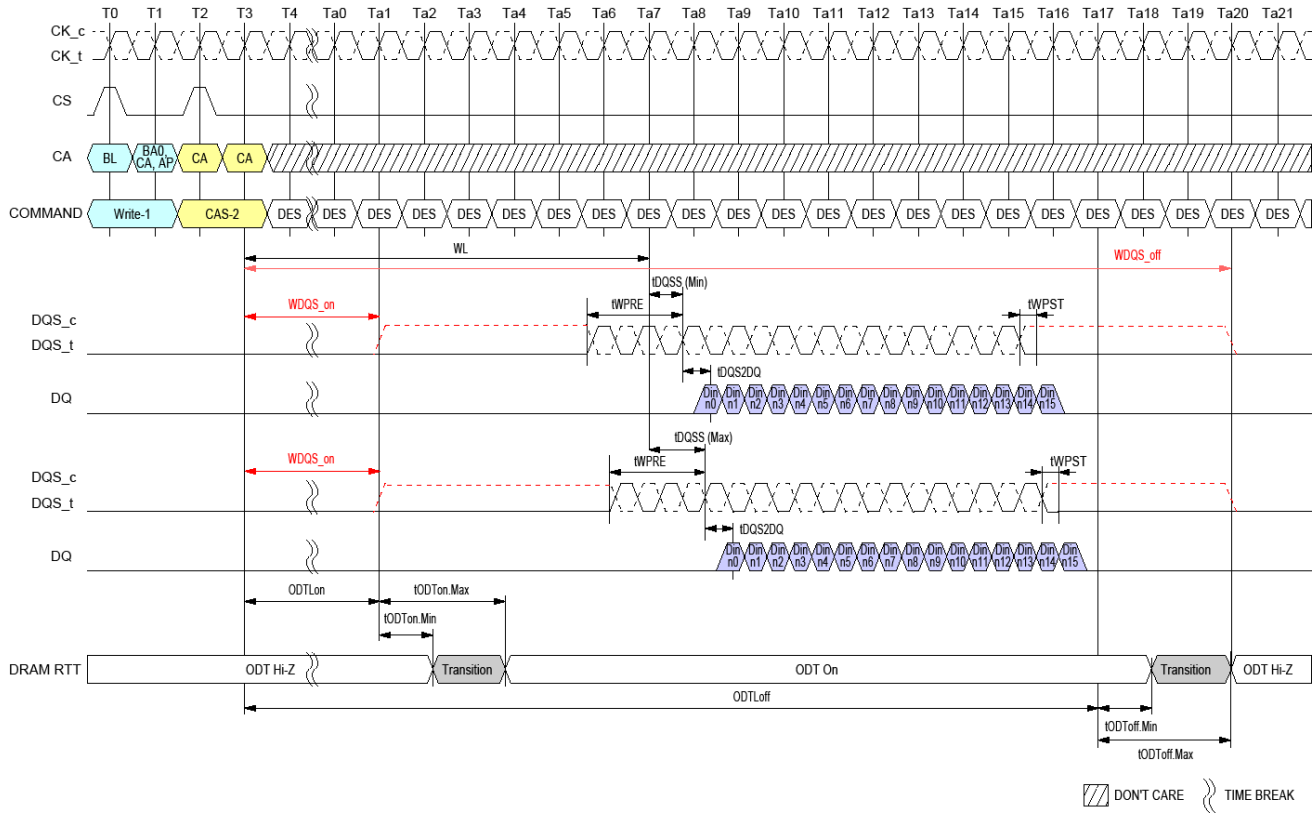 T0 T1 T2 T3 T4 Ta0 Ta1 Ta2 Ta3 Ta4 Ta5 Ta6 Ta7 Ta8 Ta9 Ta10 Ta11 Ta12 Ta13 Ta14 Ta15 Ta16 Ta17 Ta18 Ta19 Ta20 Ta21
CK_c
CK_t
CS
CA BL BA0, CA, AP CA CA
COMMAND Write-1 CAS-2 DES DES DES DES DES DES DES DES DES DES DES DES DES DES DES DES DES DES DES DES DES DES DES
WL
WDQS_off
tDQSS (Min)
WDQS_on tWPRE tWPST
DQS_c
DQS_t
tDQS2DQ
DQ Din n0 Din n1 Din n2 Din n3 Din n4 Din n5 Din n6 Din n7 Din n8 Din n9 Din n10 Din n11 Din n12 Din n13 Din n14 Din n15
tDQSS (Max)
WDQS_on tWPRE tWPST
DQS_c
DQS_t
tDQS2DQ
DQ Din n0 Din n1 Din n2 Din n3 Din n4 Din n5 Din n6 Din n7 Din n8 Din n9 Din n10 Din n11 Din n12 Din n13 Din n14 Din n15
ODTLon tODTon.Max
tODTon.Min
DRAM RTT ODT Hi-Z Transition ODT On Transition ODT Hi-Z
ODTLoff
tODToff.Min
tODToff.Max
DON'T CARE TIME BREAK